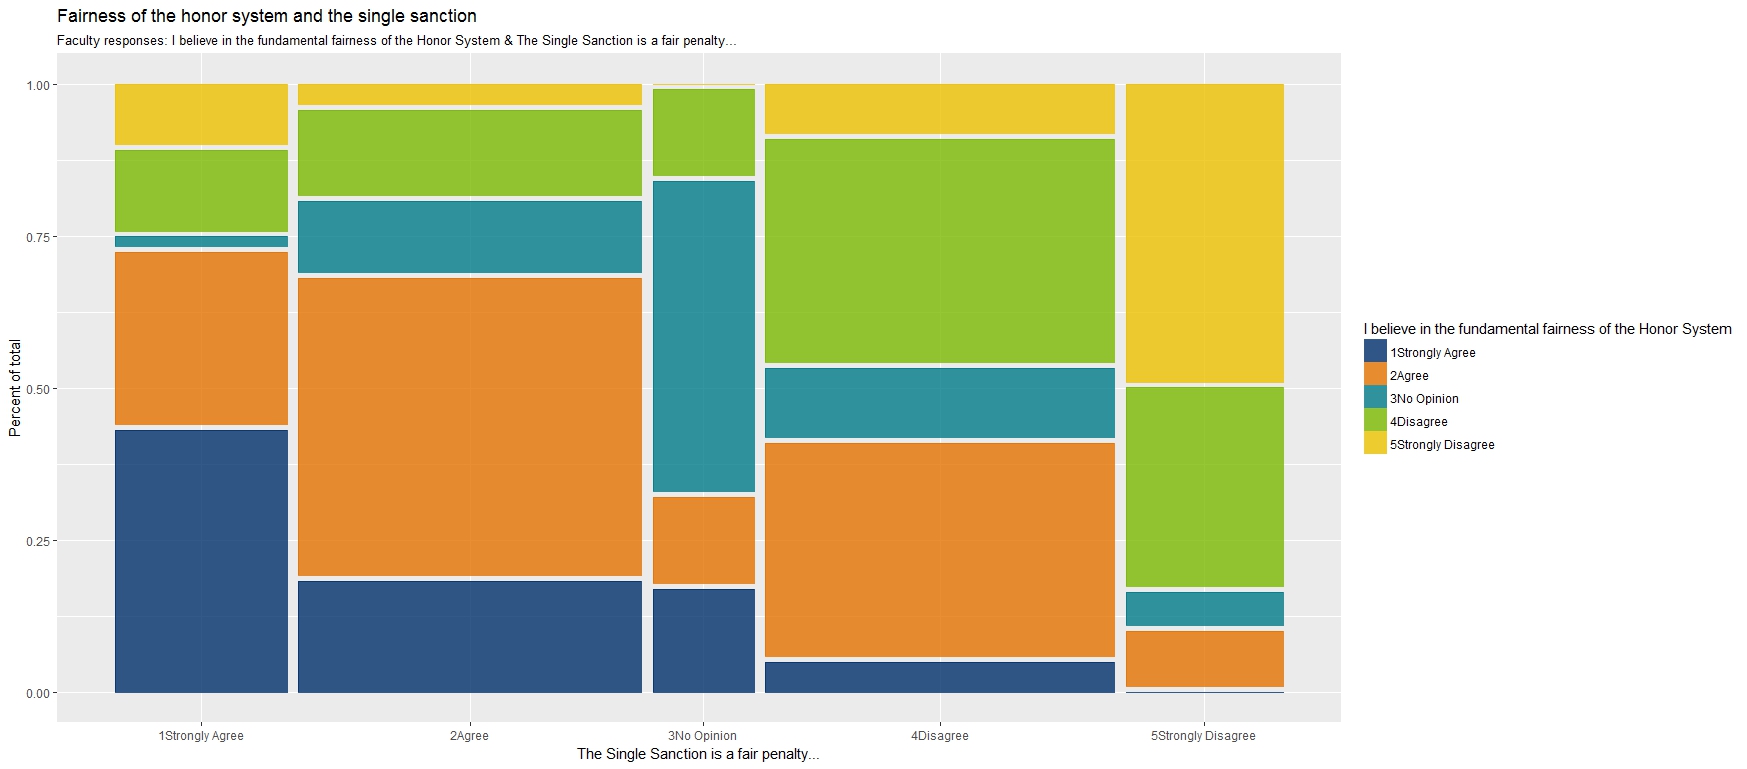 Fairness of the honor system and the single sanction
Faculty responses: I believe in the fundamental fairness of the Honor System & The Single Sanction is a fair penalty...
Percent of total
1.00
0.75
0.50
0.25
0.00
1Strongly Agree
2Agree
3No Opinion
4Disagree
5Strongly Disagree
The Single Sanction is a fair penalty...
I believe in the fundamental fairness of the Honor System
1Strongly Agree
2Agree
3No Opinion
4Disagree
5Strongly Disagree